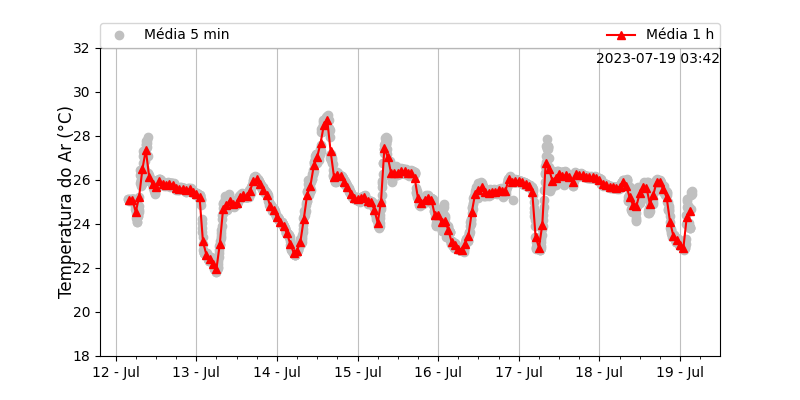 Média 5 min
Média 1 h
2023-07-19 03:42
Temperatura do Ar (°C)
32
30
28
26
24
22
20
18
12 - Jul
13 - Jul
14 - Jul
15 - Jul
16 - Jul
17 - Jul
18 - Jul
19 - Jul